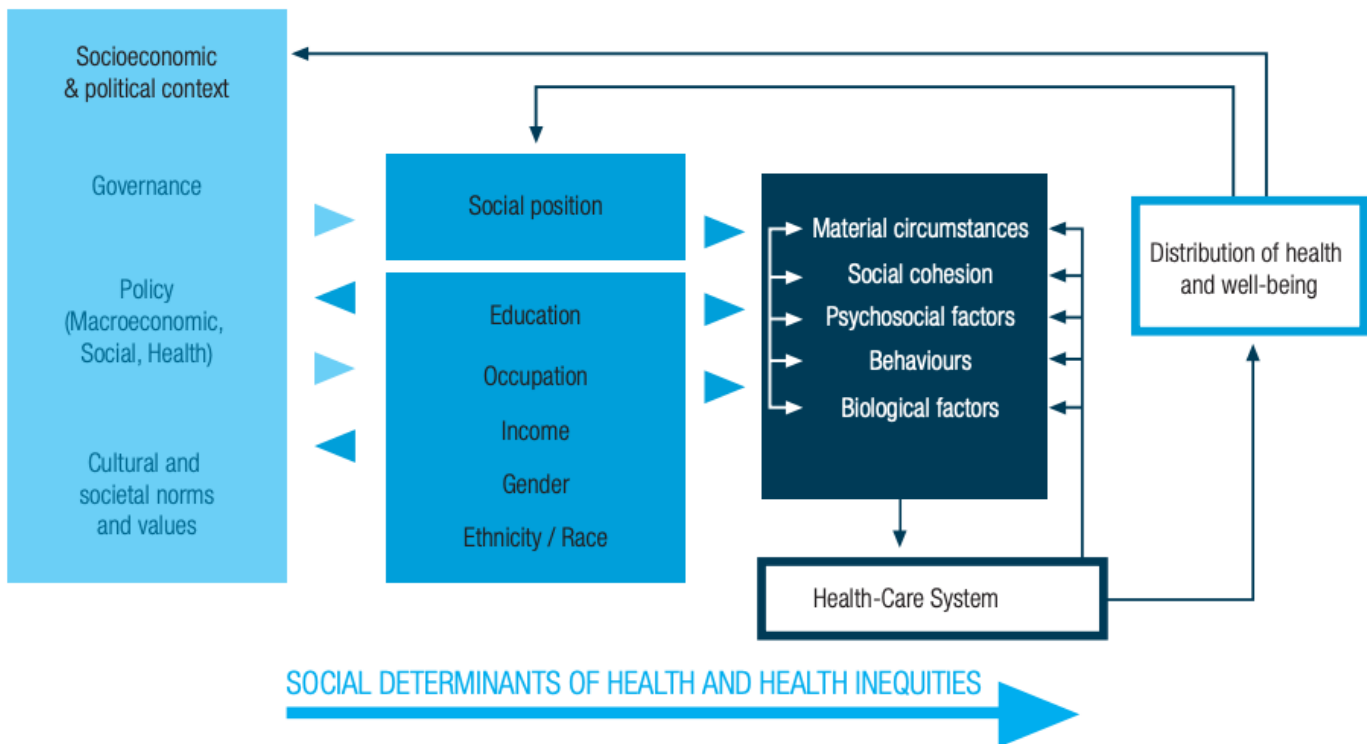 Socioeconomic
& political context
Governance
Policy
(Macroeconomic,
Social, Health)
Cultural and
societal norms
and values
Social position
Education
Occupation
Income
Gender
Ethnicity / Race
Material circumstances
Social cohesion
Psychosocial factors
Behaviours
Biological factors
Health-Care System
Distribution of health
and well-being
SOCIAL DETERMINANTS OF HEALTH AND HEALTH INEQUITIES